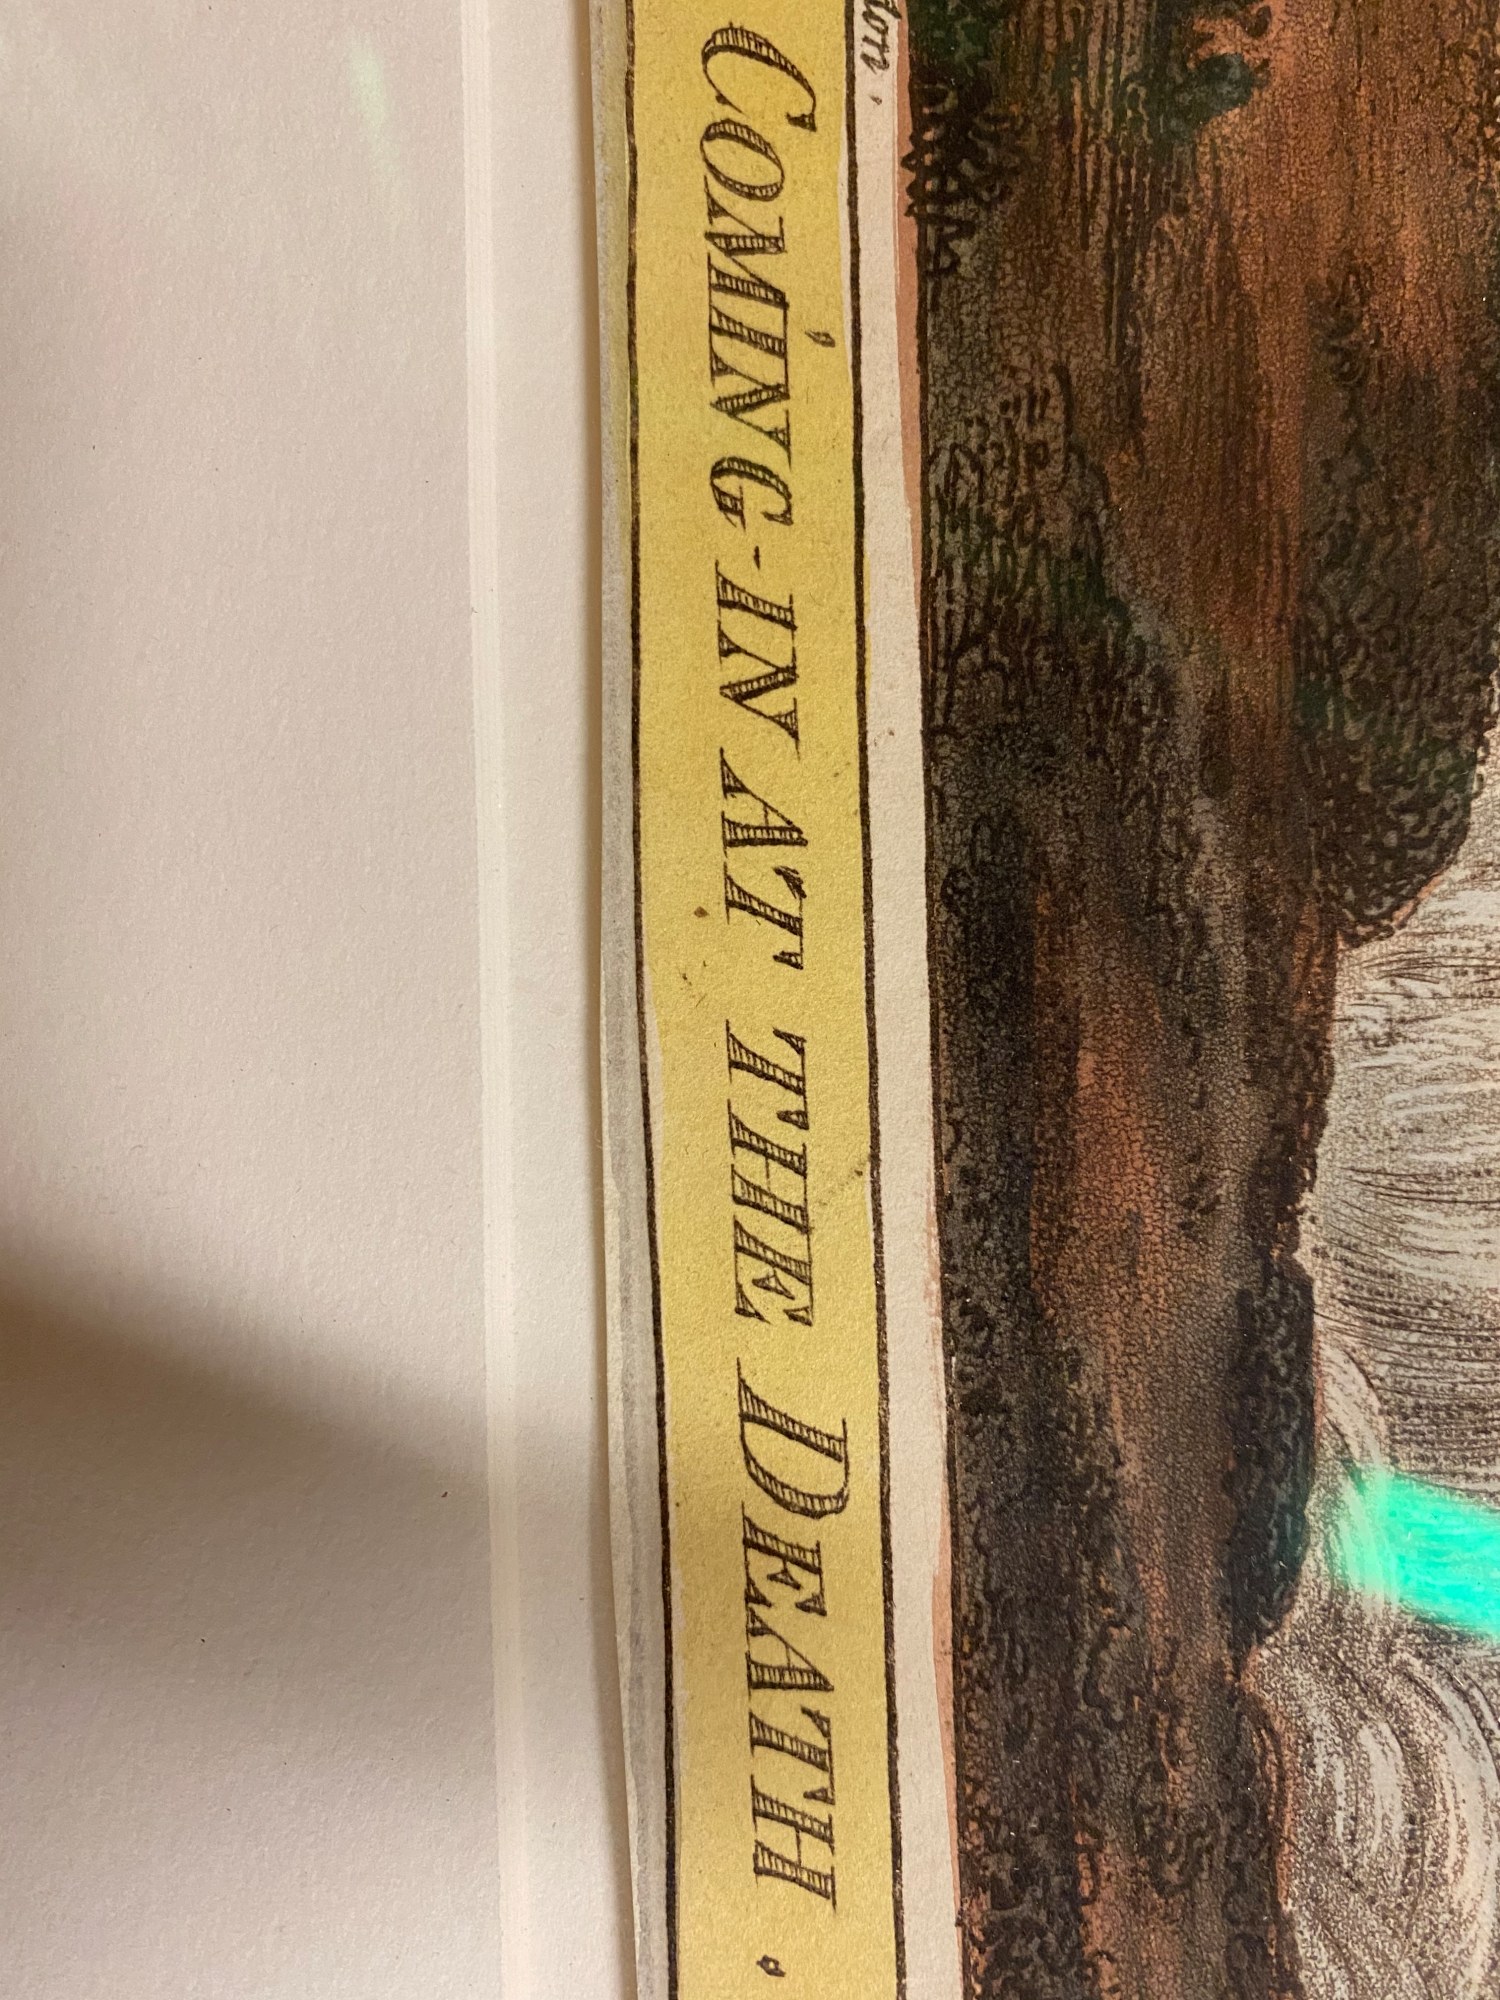 COMING-IN AT THE DEATH.